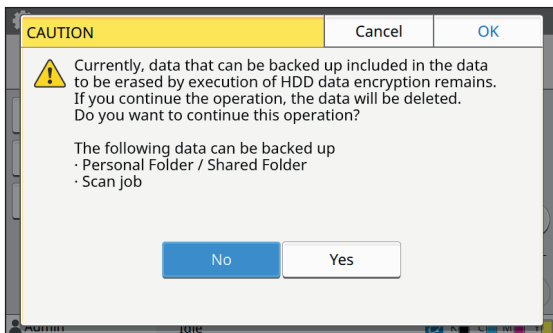 CAUTION
Cancel
OK
Currently, data that can be backed up included in the data
to be erased by execution of HDD data encryption remains.
If you continue the operation, the data will be deleted.
Do you want to continue this operation?
The following data can be backed up
· Personal Folder / Shared Folder
· Scan job
No
Yes
Admin
Idle
K C M Y